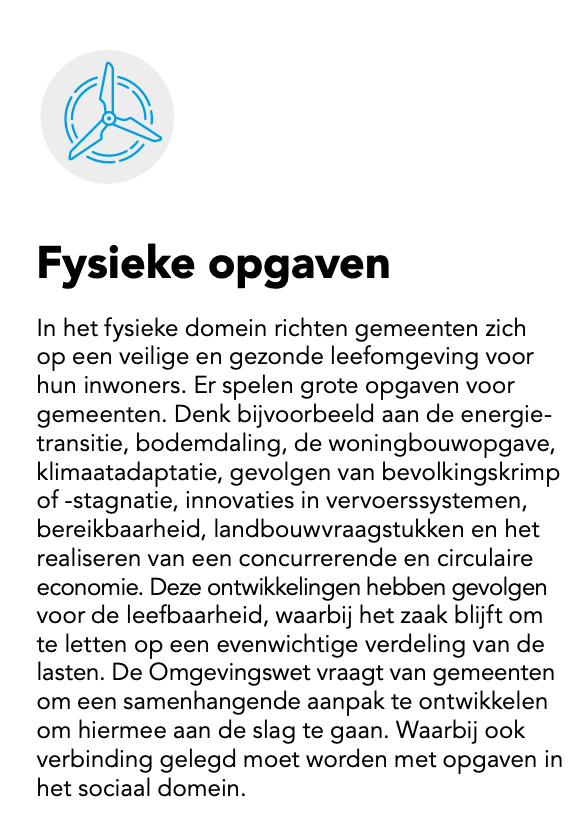 Fysieke opgaven
In het fysieke domein richten gemeenten zich
op een veilige en gezonde leefomgeving voor
hun inwoners. Er spelen grote opgaven voor
gemeenten. Denk bijvoorbeeld aan de energie-
transitie, bodemdaling, de woningbouwopgave,
klimaatadaptatie, gevolgen van bevolkingskrimp
of -stagnatie, innovaties in vervoerssystemen,
bereikbaarheid, landbouwvraagstukken en het
realiseren van een concurrerende en circulaire
economie. Deze ontwikkelingen hebben gevolgen
voor de leefbaarheid, waarbij het zaak blijft om
te letten op een evenwichtige verdeling van de
lasten. De Omgevingswet vraagt van gemeenten
om een samenhangende aanpak te ontwikkelen
om hiermee aan de slag te gaan. Waarbij ook
verbinding gelegd moet worden met opgaven in
het sociaal domein.